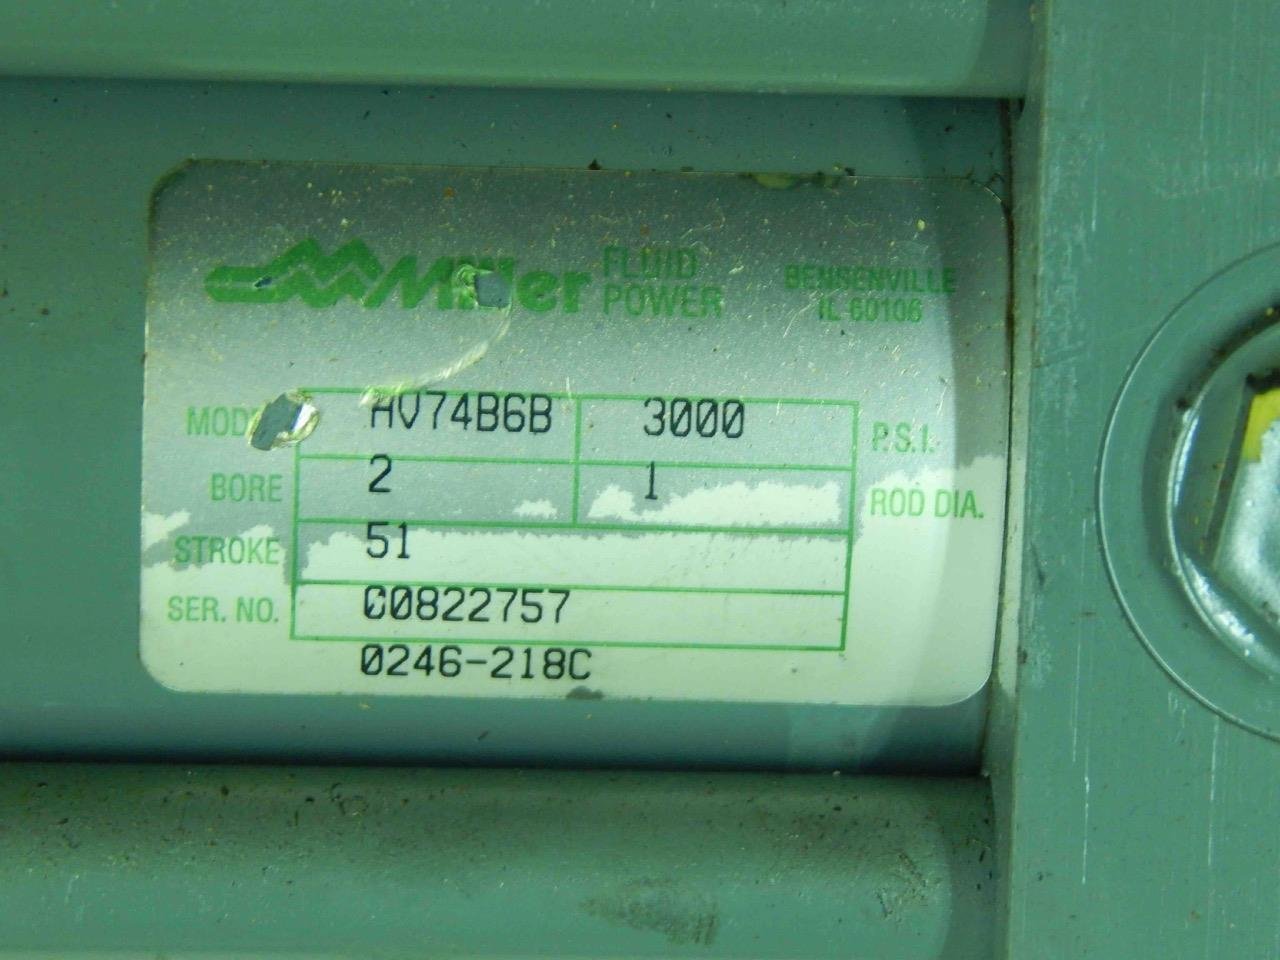 Miller FLUID POWER
BENSENVILLE
IL 60106
HV74B6B 3000 P.S.I.
BORE 2 1 ROD DIA.
STROKE 51
SER. NO. 00822757
0246-218C